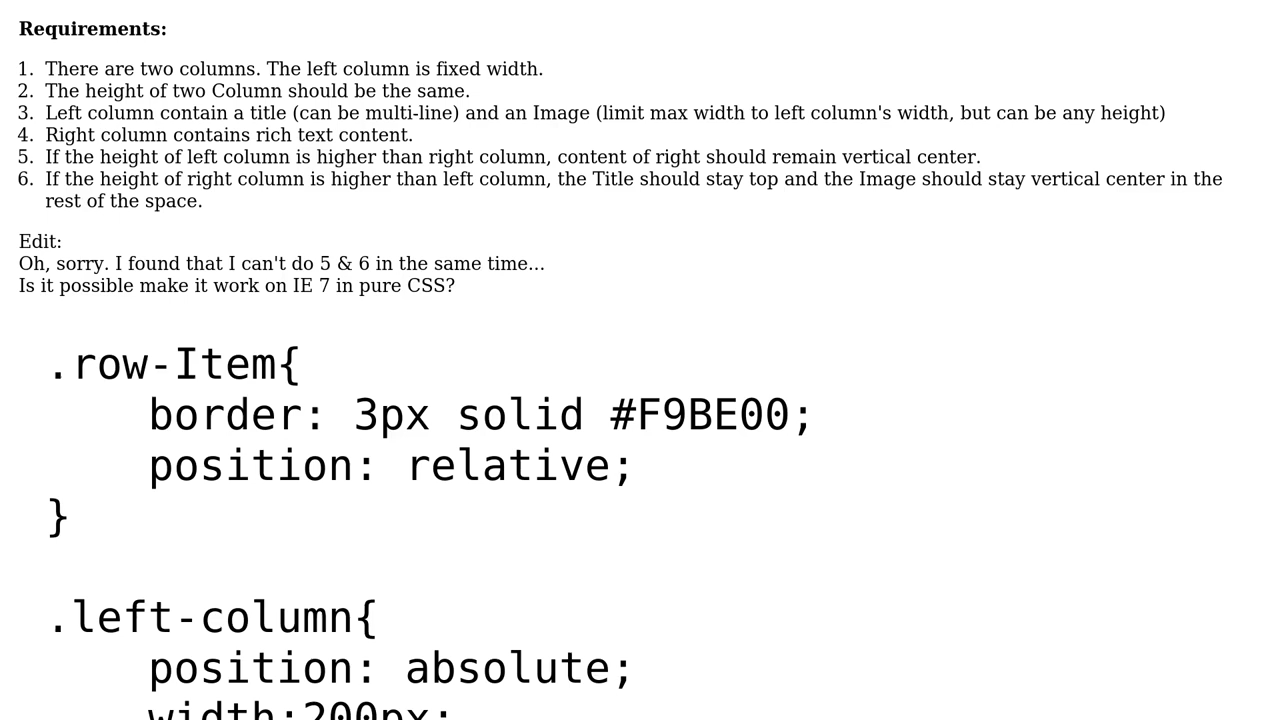 Requirements:
1. There are two columns. The left column is fixed width.
2. The height of two Column should be the same.
3. Left column contain a title (can be multi-line) and an Image (limit max width to left column's width, but can be any height)
4. Right column contains rich text content.
5. If the height of left column is higher than right column, content of right should remain vertical center.
6. If the height of right column is higher than left column, the Title should stay top and the Image should stay vertical center in the
rest of the space.
Edit:
Oh, sorry. I found that I can't do 5 & 6 in the same time...
Is it possible make it work on IE 7 in pure CSS?
.row-Item{
    border: 3px solid #F9BE00;
    position: relative;
}
.left-column{
    position: absolute;
    width:200px;